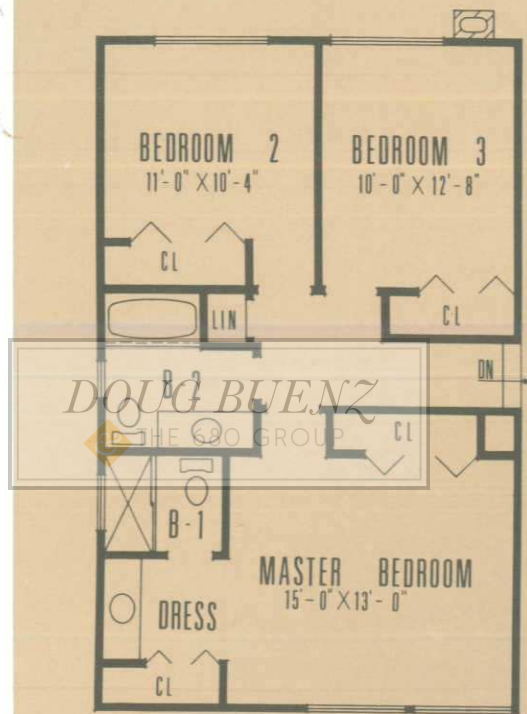 BEDROOM 2
11'-0" X 10'-4"
BEDROOM 3
10'-0" X 12'-8"
CL
CL
LIN
B-2
DN
DOUG BUENZ
THE 680 GROUP
CL
B-1
MASTER BEDROOM
15'-0" X 13'-0"
DRESS
CL